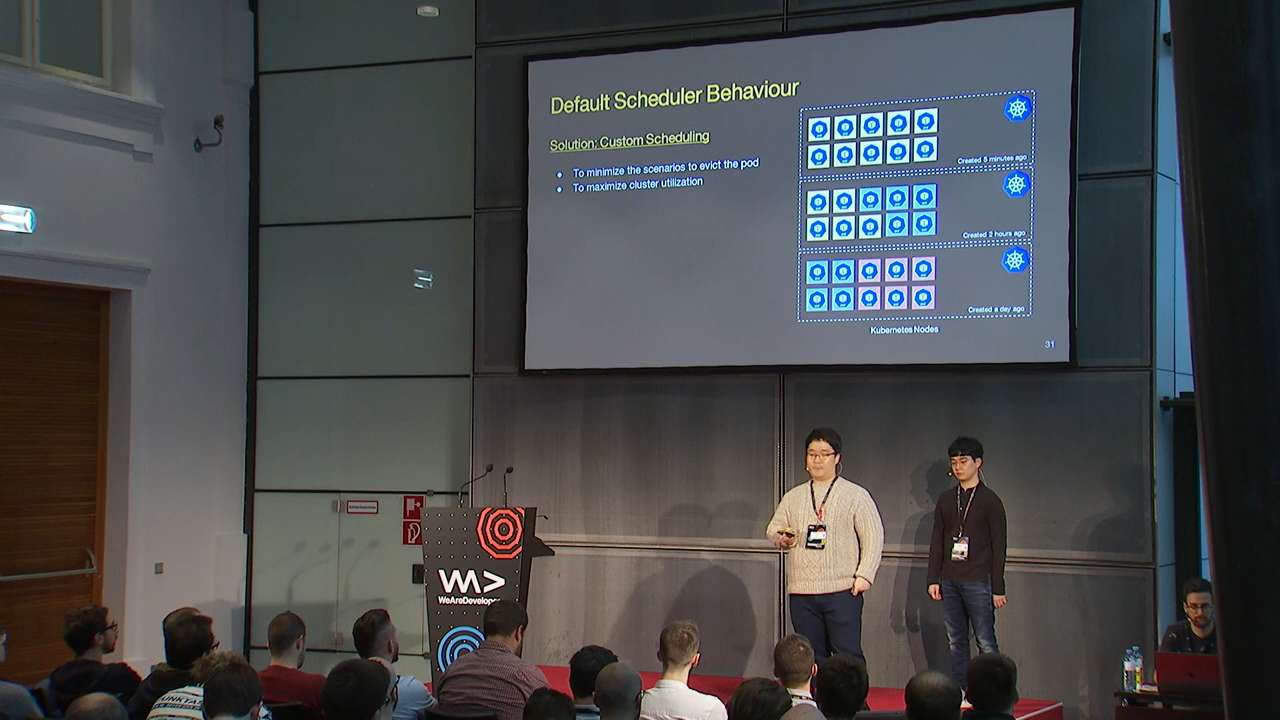 Default Scheduler Behaviour
Solution: Custom Scheduling
To minimize the scenarios to evict the pod
To maximize cluster utilization
Created 5 minutes ago
Created 2 hours ago
Created a day ago
Kubernetes Nodes
31
WeAreDevelope